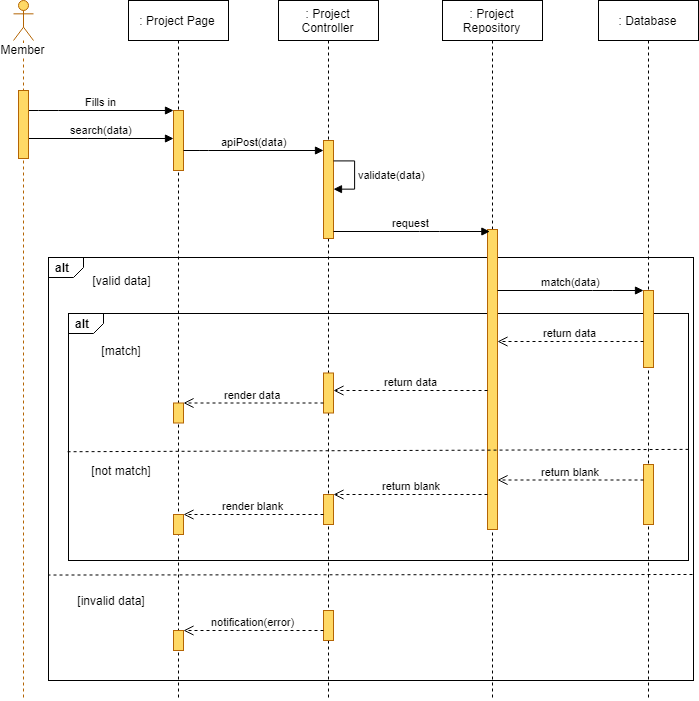 Member
: Project Page
: Project
Controller
: Project
Repository
: Database
Fills in
search(data)
apiPost(data)
validate(data)
request
alt
[valid data]
match(data)
alt
return data
[match]
return data
render data
[not match]
return blank
return blank
render blank
[invalid data]
notification(error)